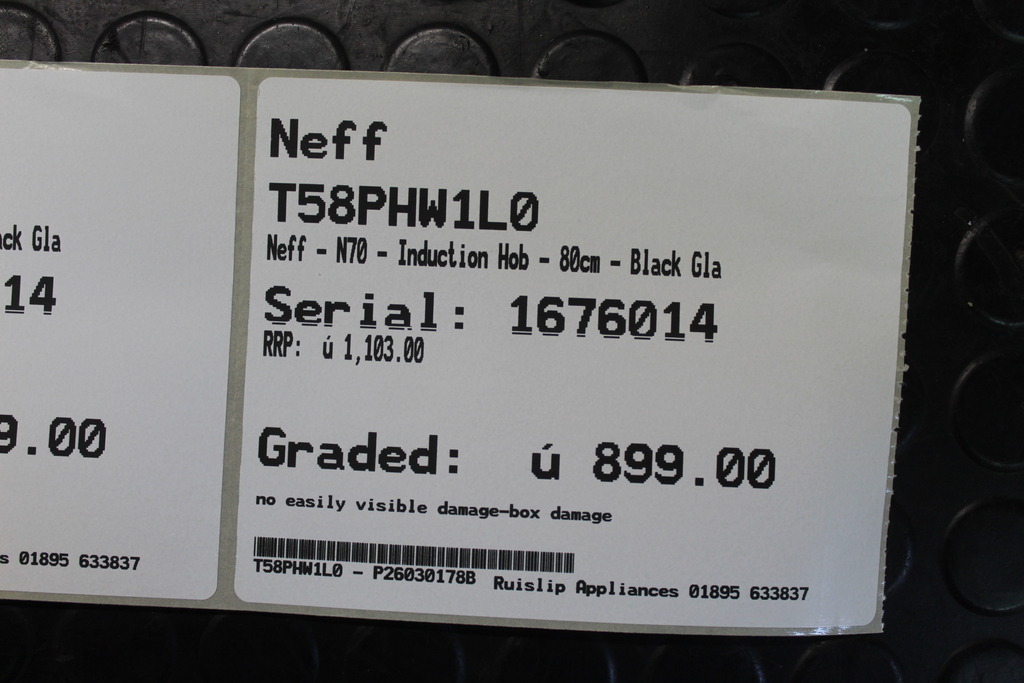 ck Gla
14
9.00
s 01895 633837
Neff
T58PHW1L0
Neff - N70 - Induction Hob - 80cm - Black Gla
Serial: 1676014
RRP: ú 1,103.00
Graded: ú 899.00
no easily visible damage-box damage
T58PHW1L0 - P26030178B Ruislip Appliances 01895 633837